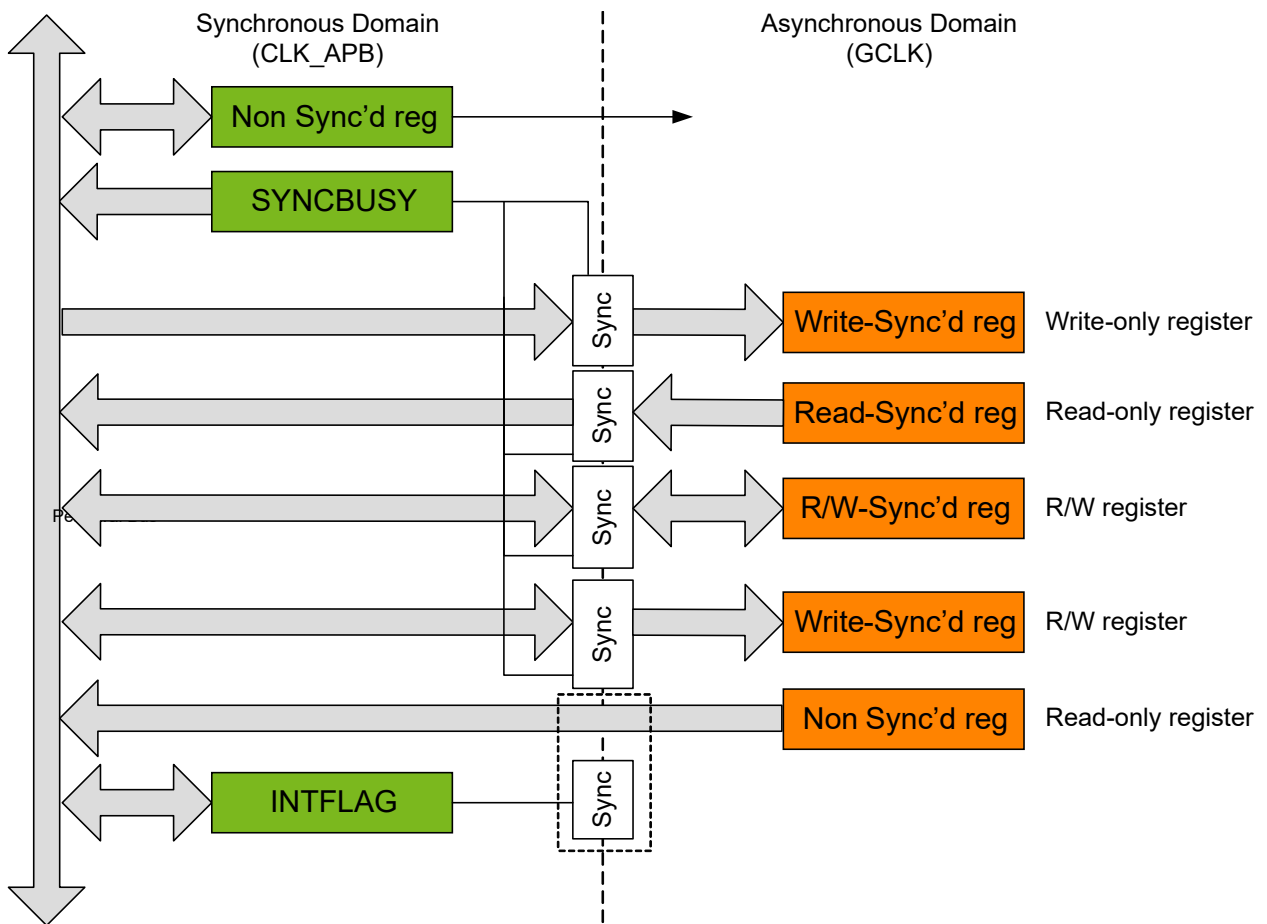 Synchronous Domain
(CLK_APB)
Asynchronous Domain
(GCLK)
Non Sync’d reg
SYNCBUSY
Sync
Write-Sync’d reg
Write-only register
Sync
Read-Sync’d reg
Read-only register
Sync
R/W-Sync’d reg
R/W register
Sync
Write-Sync’d reg
R/W register
Non Sync’d reg
Read-only register
INTFLAG
Sync